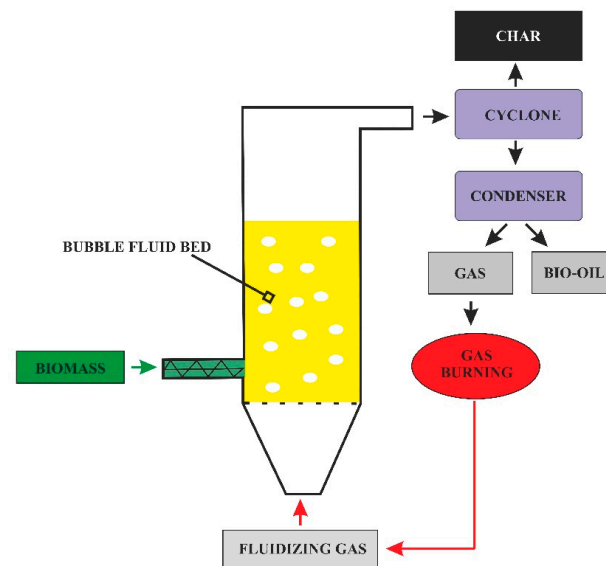 CHAR
CYCLONE
CONDENSER
BUBBLE FLUID BED
GAS
BIO-OIL
BIOMASS
GAS
BURNING
FLUIDIZING GAS